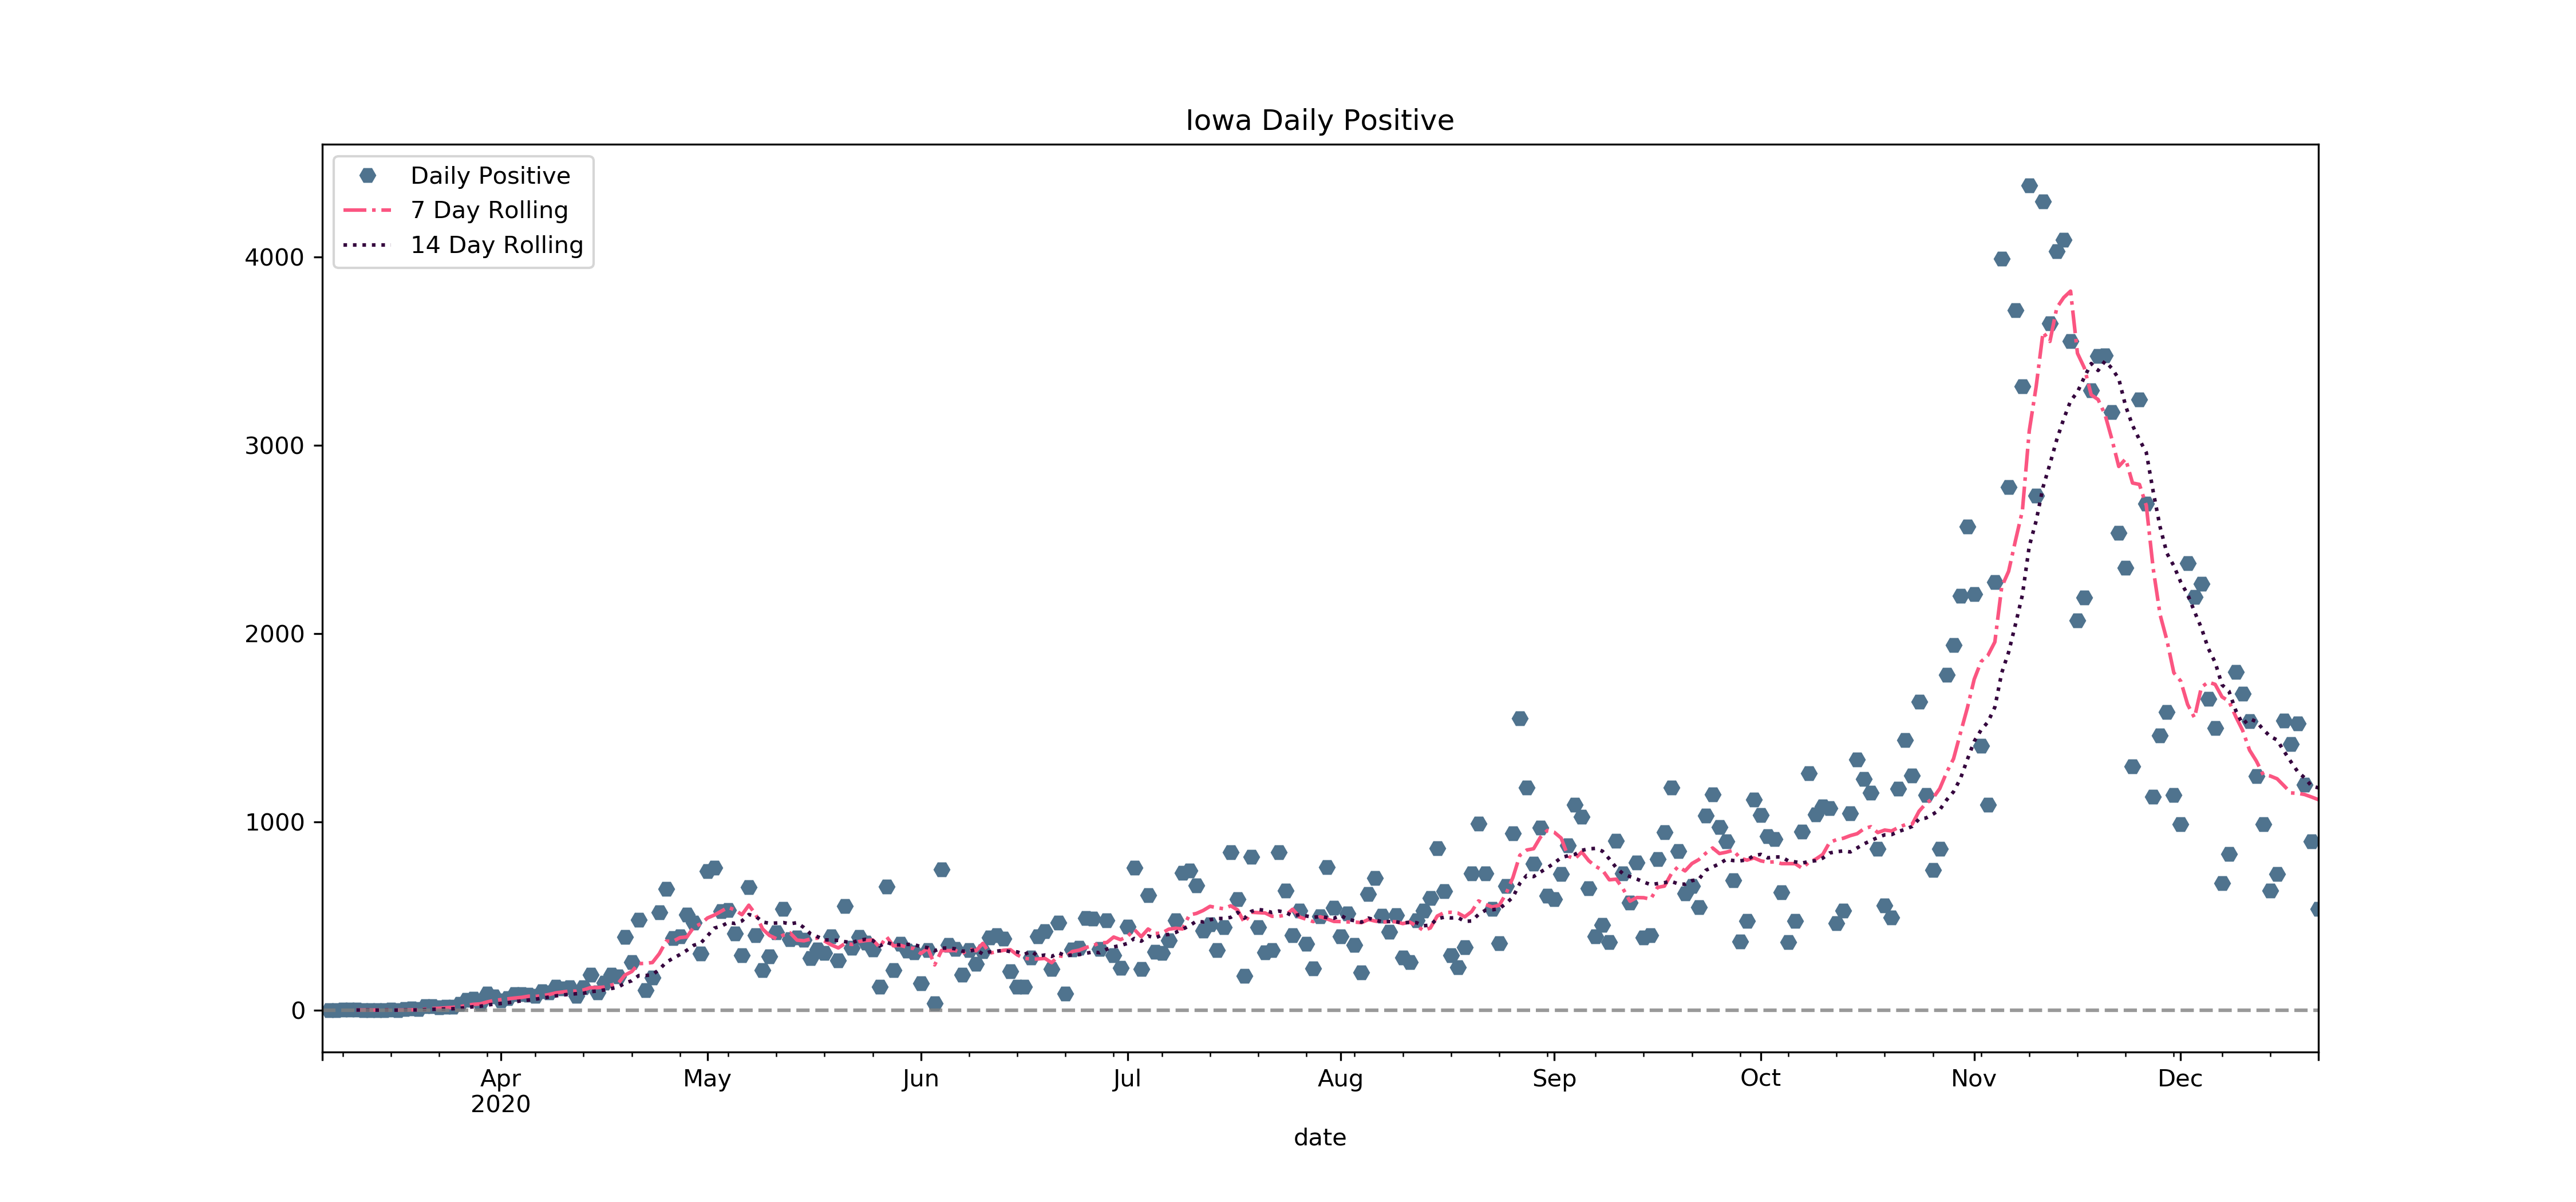 Iowa Daily Positive
Daily Positive
7 Day Rolling
14 Day Rolling
4000
3000
2000
1000
0
Apr May Jun Jul Aug Sep Oct Nov Dec
2020
date